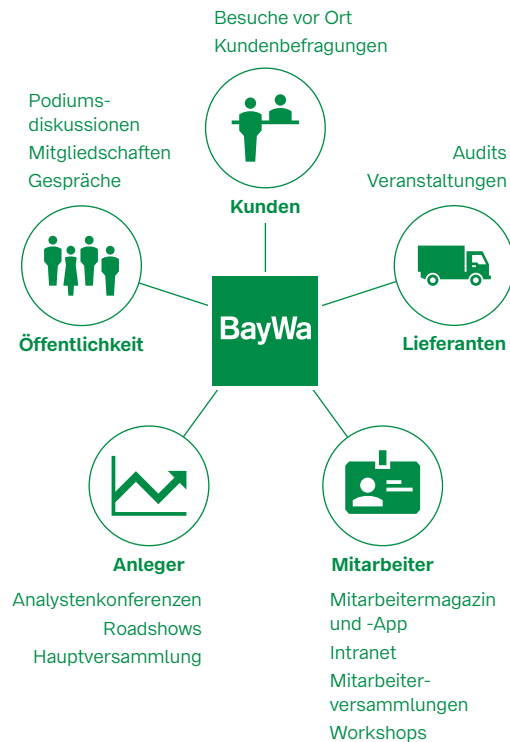 Besuche vor Ort
Kundenbefragungen
Kunden
Podiums-
diskussionen
Mitgliedschaften
Gespräche
Öffentlichkeit
Audits
Veranstaltungen
Lieferanten
BayWa
Anleger
Analystenkonferenzen
Roadshows
Hauptversammlung
Mitarbeiter
Mitarbeitermagazin
und -App
Intranet
Mitarbeiter-
versammlungen
Workshops